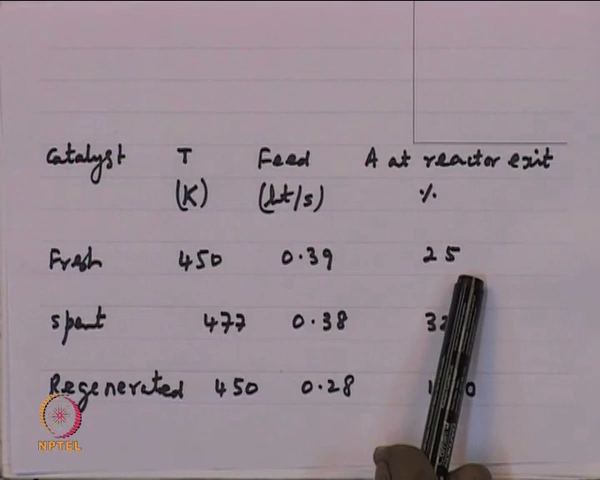 Catalyst T Feed A at reactor exit
(K) (lit/s) %
Fresh 450 0.39 25
spent 477 0.38
Regenerated 450 0.28
NPTEL